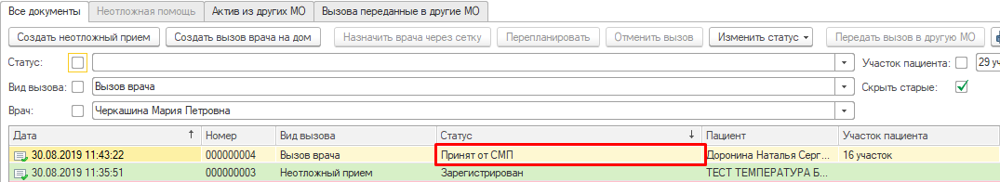 Все документы Неотложная помощь Актив из других МО Вызова переданные в другие МО
Создать неотложный прием Создать вызов врача на дом Назначить врача через сетку Перепланировать Отменить вызов Изменить статус Передать вызов в другую МО
Статус: Участок пациента: 29 уч
Вид вызова: Вызов врача Скрыть старые:
Врач: Черкашина Мария Петровна
Дата Номер Вид вызова Статус Пациент Участок пациента
30.08.2019 11:43:22 000000004 Вызов врача Принят от СМП Доронина Наталья Серг... 16 участок
30.08.2019 11:35:51 000000003 Неотложный прием Зарегистрирован ТЕСТ ТЕМПЕРАТУРА Б...